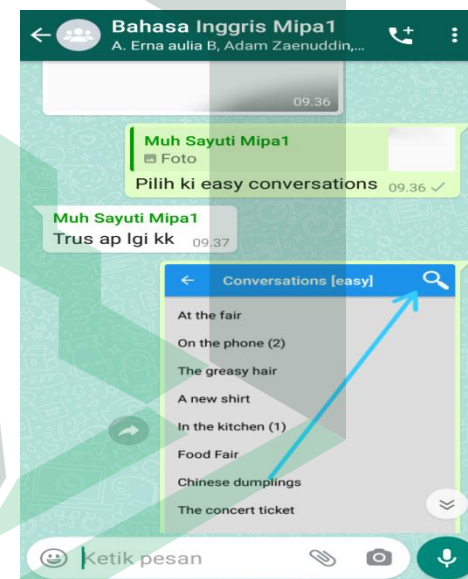 Bahasa Inggris Mipa1
A. Erna aulia B, Adam Zaenuddin,...
09.36
Muh Sayuti Mipa1
Foto
Pilih ki easy conversations 09.36
Muh Sayuti Mipa1
Trus ap lgi kk 09.37
Conversations [easy]
At the fair
On the phone (2)
The greasy hair
A new shirt
In the kitchen (1)
Food Fair
Chinese dumplings
The concert ticket
Ketik pesan